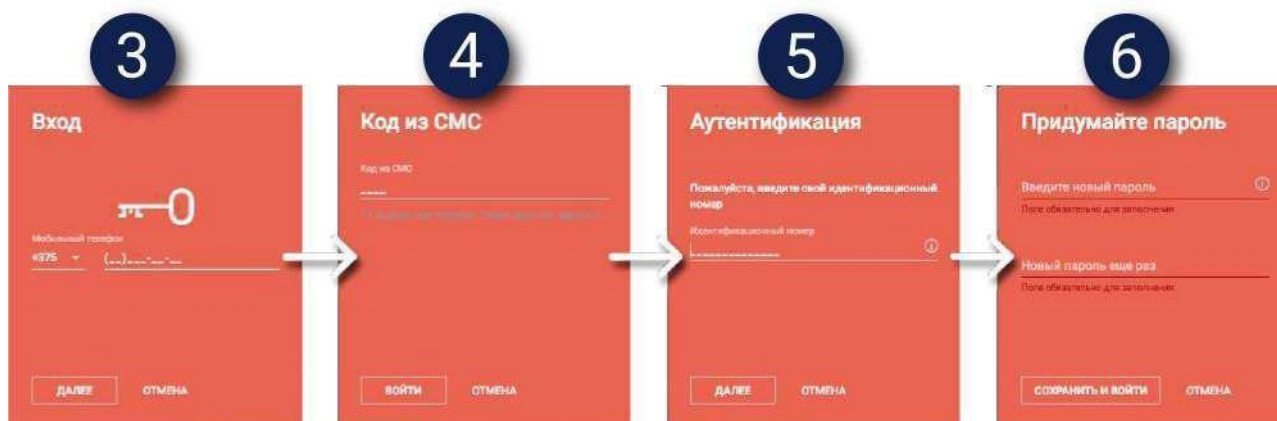 3
4
5
6
Вход
Мобильный телефон
+375 (__)___-__-__
ДАЛЕЕ ОТМЕНА
Код из СМС
Код из СМС
----
ВОЙТИ ОТМЕНА
Аутентификация
Пожалуйста, введите свой идентификационный
номер
Идентификационный номер
--------------
ДАЛЕЕ ОТМЕНА
Придумайте пароль
Введите новый пароль
Поле обязательно для заполнения
Новый пароль еще раз
Поле обязательно для заполнения
СОХРАНИТЬ И ВОЙТИ ОТМЕНА